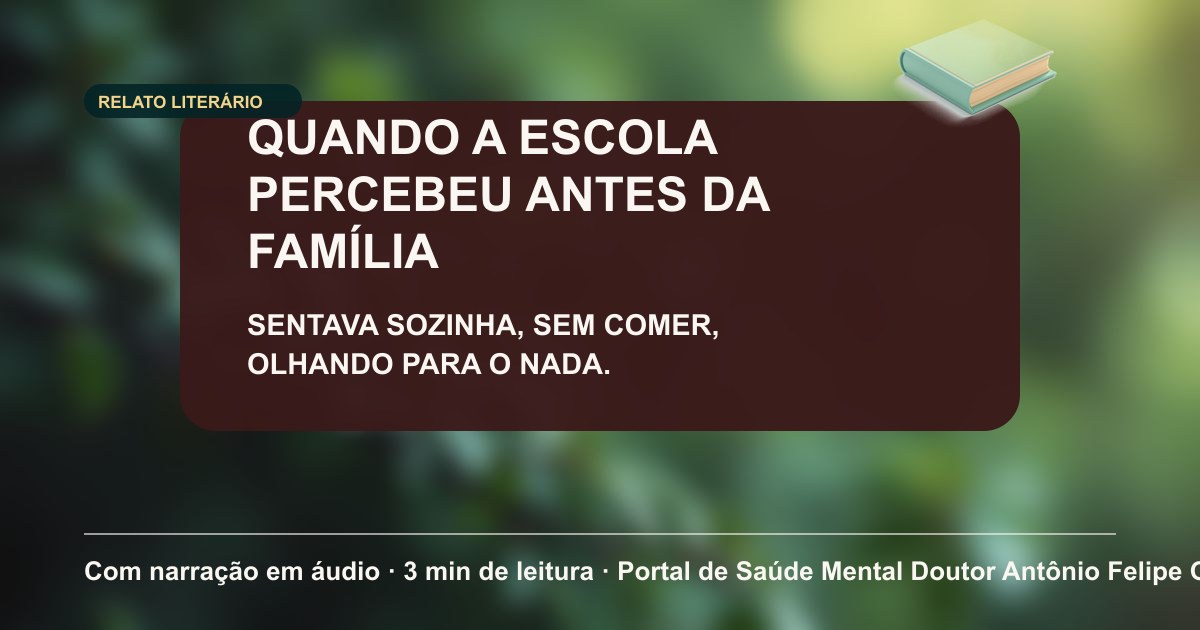 RELATO LITERÁRIO
QUANDO A ESCOLA
PERCEBEU ANTES DA
FAMÍLIA
SENTAVA SOZINHA, SEM COMER,
OLHANDO PARA O NADA.
Com narração em áudio · 3 min de leitura · Portal de Saúde Mental Doutor Antônio Felipe